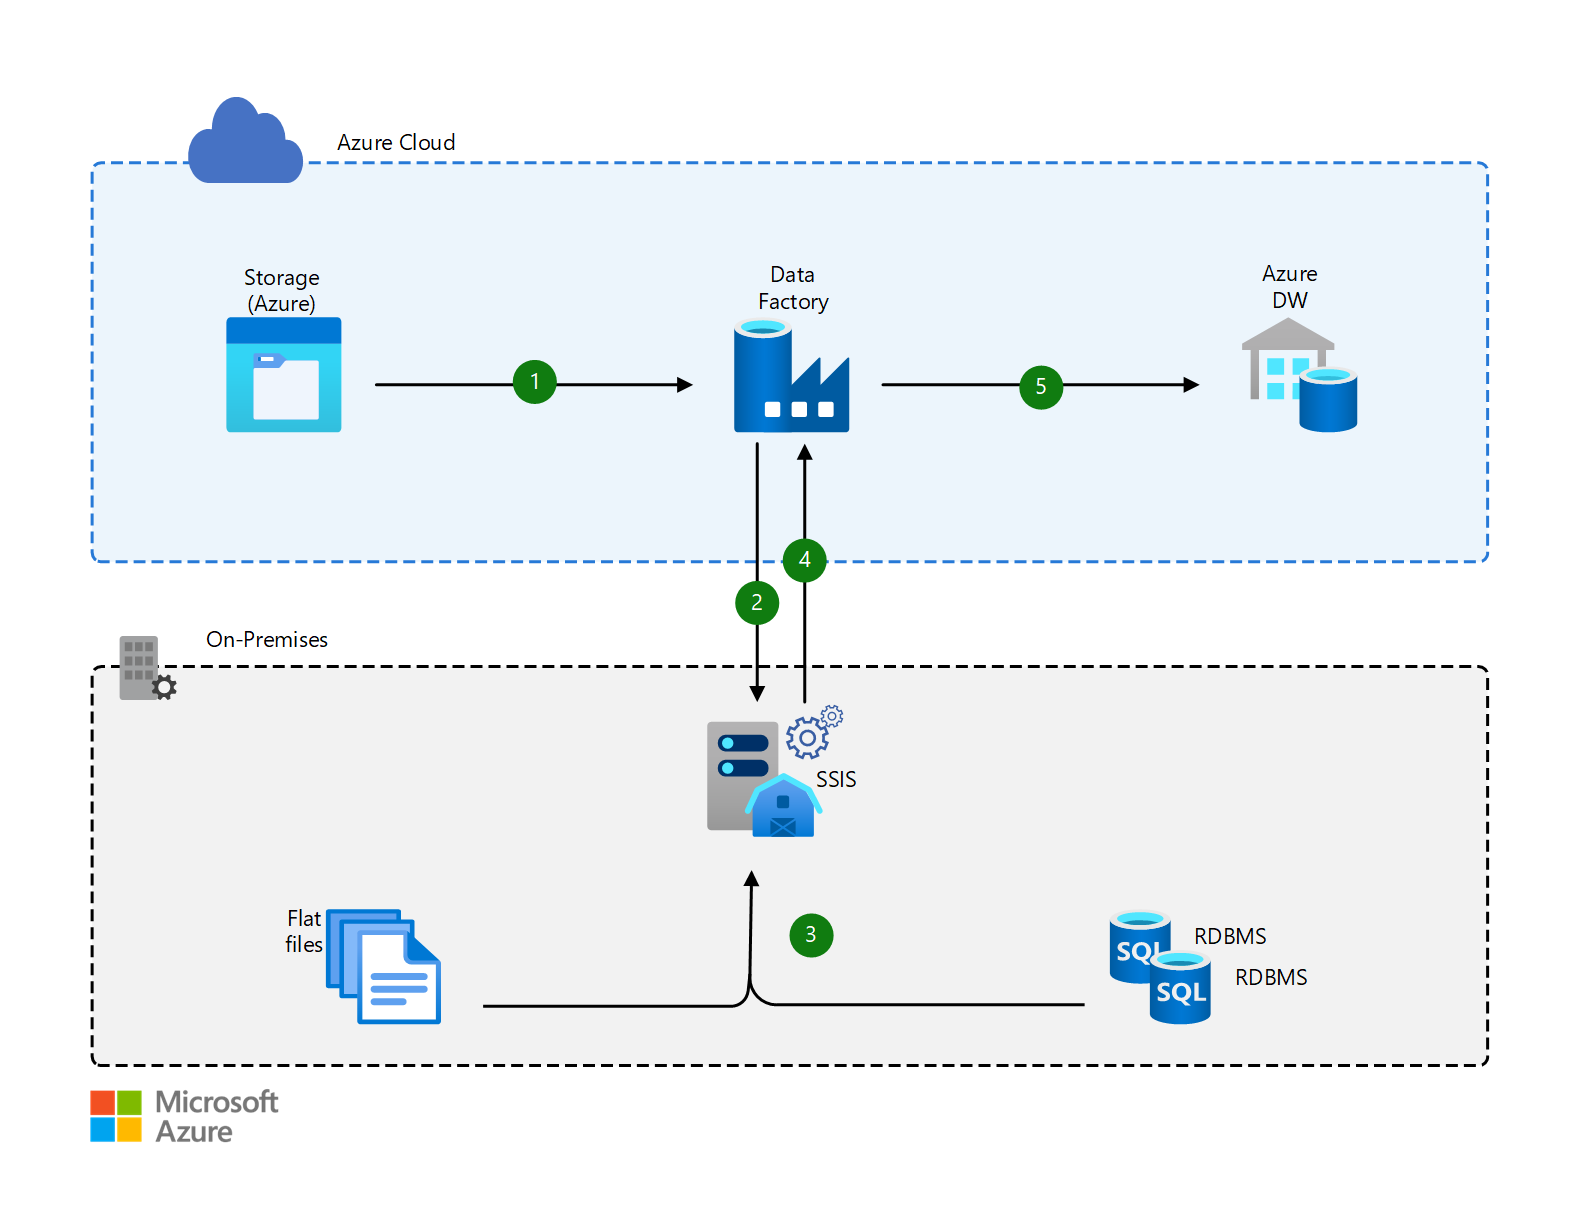 Azure Cloud
Storage
(Azure)
Data
Factory
Azure
DW
1
5
4
2
On-Premises
SSIS
Flat
files
3
SQL
RDBMS
SQL
RDBMS
Microsoft
Azure